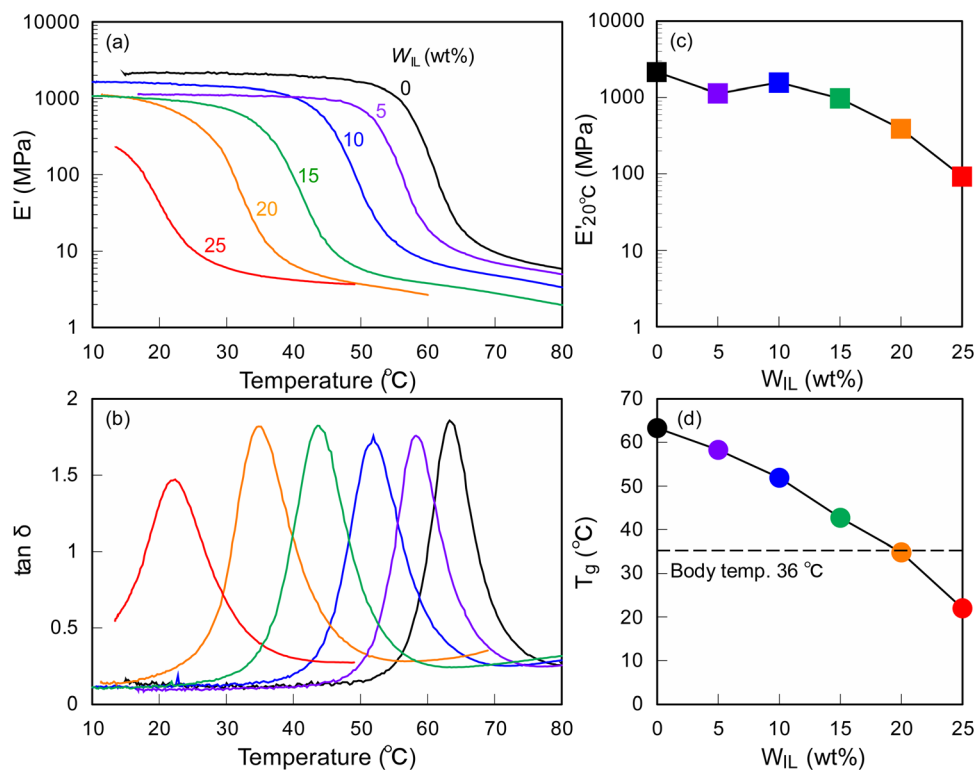 (a)
W_IL (wt%)
0
5
10
15
20
25
E' (MPa)
10000
1000
100
10
1
10 20 30 40 50 60 70 80
Temperature (°C)
(c)
E'20°C (MPa)
10000
1000
100
10
1
0 5 10 15 20 25
W_IL (wt%)
(b)
tan δ
2
1.5
1
0.5
0
10 20 30 40 50 60 70 80
Temperature (°C)
(d)
Tg (°C)
70
60
50
40
30
20
10
0
Body temp. 36 °C
0 5 10 15 20 25
W_IL (wt%)